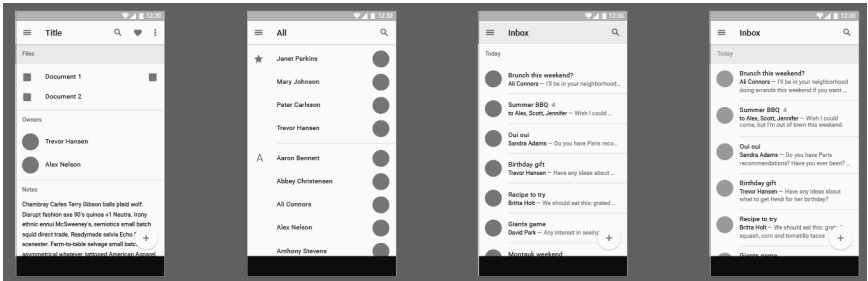 12:30
Title
Files
Document 1
Document 2
Owners
Trevor Hansen
Alex Nelson
Notes
Chambray Carles Terry Gibson balls plaid wolf.
Disrupt fashion axe 90's quinoa +1 Neutra. Irony
ethnic ennui McSweeney's, semiotics small batch
squid direct trade. Readymade salvia Echo
scenester. Farm-to-table selvage small batc
asymmetrical whatever, tattooed American Apparel
12:30
All
Janet Perkins
Mary Johnson
Peter Carlsson
Trevor Hansen
A
Aaron Bennett
Abbey Christensen
Ali Connors
Alex Nelson
Anthony Stevens
12:30
Inbox
Today
Brunch this weekend?
Ali Connors — I'll be in your neighborhood...
Summer BBQ 4
to Alex, Scott, Jennifer — Wish I could ...
Oui oui
Sandra Adams — Do you have Paris reco...
Birthday gift
Trevor Hansen — Have any ideas about ...
Recipe to try
Britta Holt — We should eat this: grated ...
Giants game
David Park — Any interest in seeing
Montauk weekend
12:30
Inbox
Today
Brunch this weekend?
Ali Connors — I'll be in your neighborhood
doing errands this weekend if you want ...
Summer BBQ 4
to Alex, Scott, Jennifer — Wish I could
come, but I'm out of town this weekend.
Oui oui
Sandra Adams — Do you have Paris
recommendations? Have you ever been? ...
Birthday gift
Trevor Hansen — Have any ideas about
what to get Heidi for her birthday?
Recipe to try
Britta Holt — We should eat this: grat
squash, corn and tomatillo tacos
Giants game